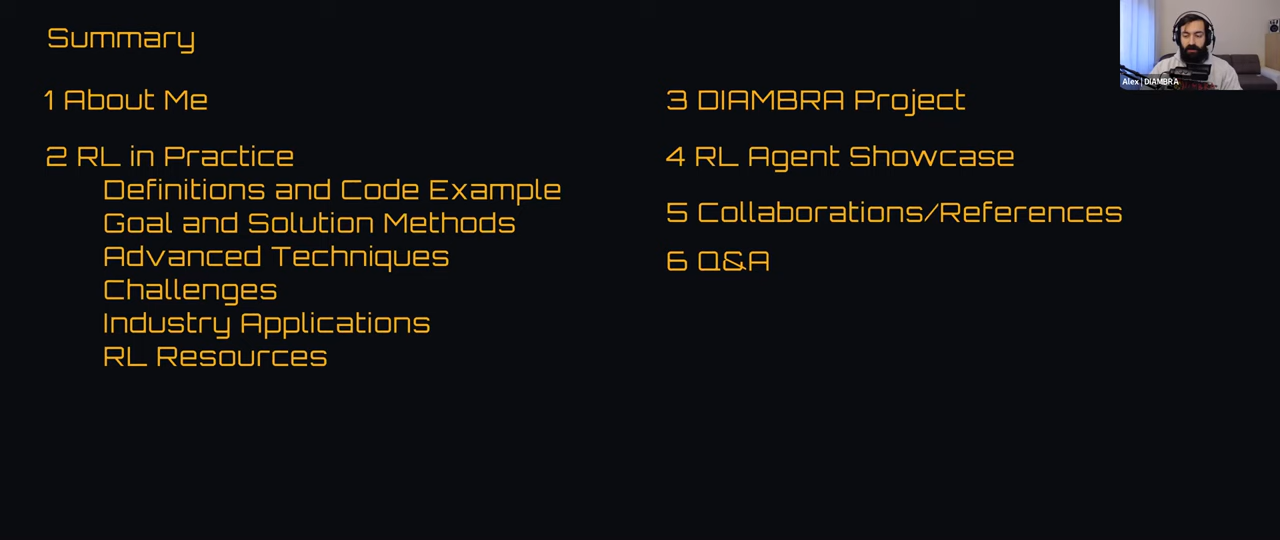 Summary
1 About Me
2 RL in Practice
Definitions and Code Example
Goal and Solution Methods
Advanced Techniques
Challenges
Industry Applications
RL Resources
3 DIAMBRA Project
4 RL Agent Showcase
5 Collaborations/References
6 Q&A
Alex | DIAMBRA